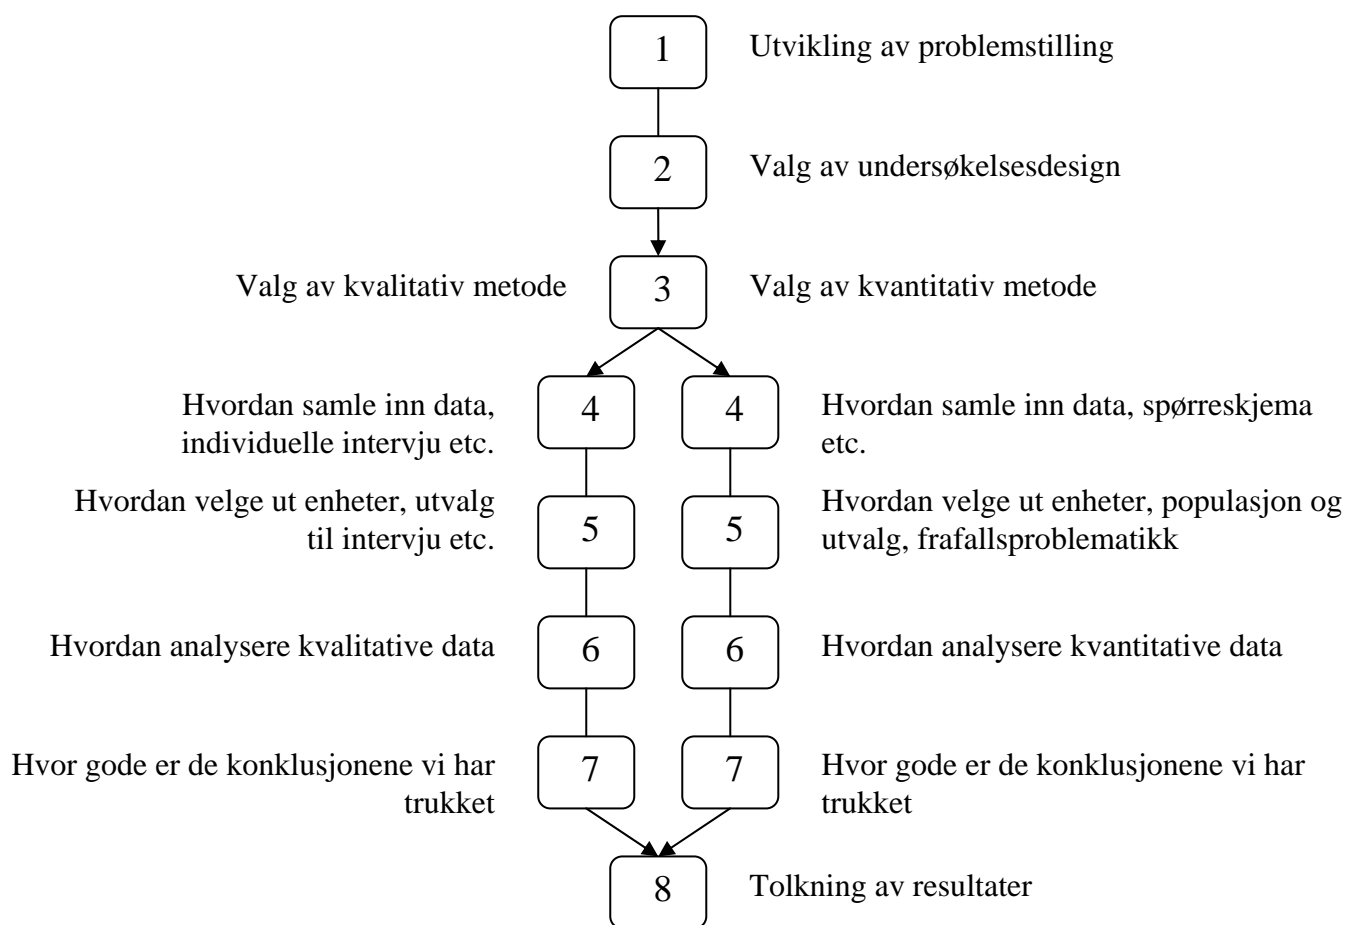 1 Utvikling av problemstilling
2 Valg av undersøkelsesdesign
Valg av kvalitativ metode 3 Valg av kvantitativ metode
Hvordan samle inn data, 4 4 Hvordan samle inn data, spørreskjema
individuelle intervju etc. etc.
Hvordan velge ut enheter, utvalg 5 5 Hvordan velge ut enheter, populasjon og
til intervju etc. utvalg, frafallsproblematikk
Hvordan analysere kvalitative data 6 6 Hvordan analysere kvantitative data
Hvor gode er de konklusjonene vi har 7 7 Hvor gode er de konklusjonene vi har
trukket trukket
8 Tolkning av resultater